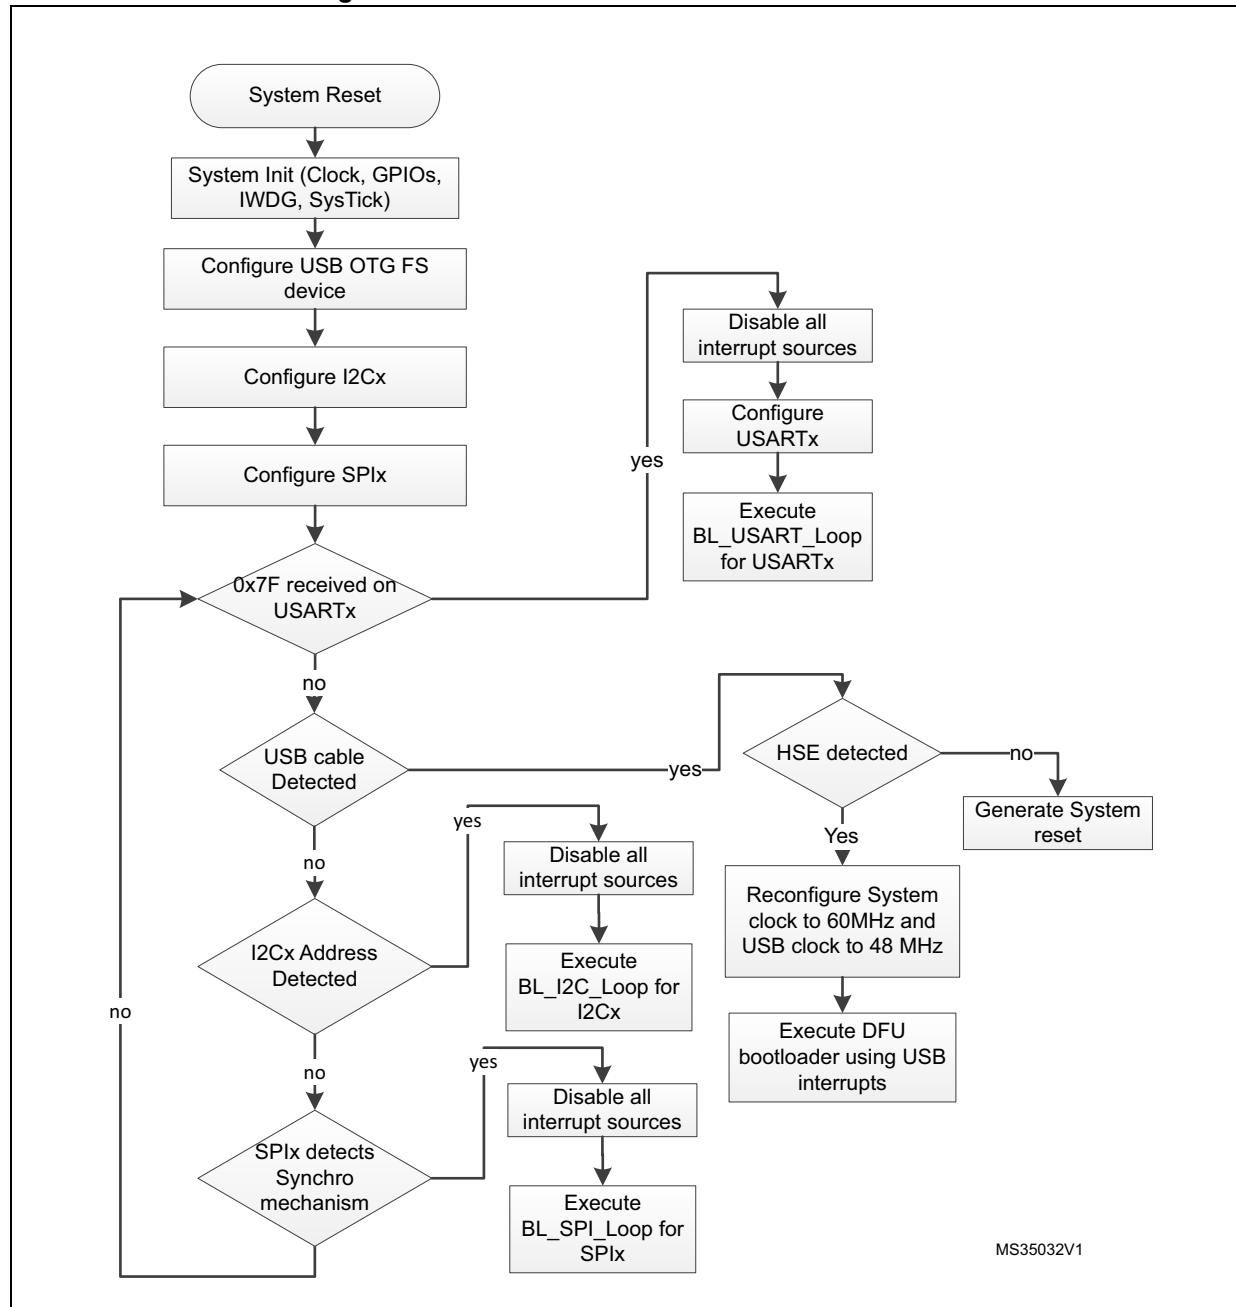 System Reset
System Init (Clock, GPIOs,
IWDG, SysTick)
Configure USB OTG FS
device
Configure I2Cx
Configure SPIx
0x7F received on
USARTx
yes
Disable all
interrupt sources
Configure
USARTx
Execute
BL_USART_Loop
for USARTx
no
USB cable
Detected
yes
HSE detected
no
Generate System
reset
Yes
Reconfigure System
clock to 60MHz and
USB clock to 48 MHz
Execute DFU
bootloader using USB
interrupts
no
I2Cx Address
Detected
yes
Disable all
interrupt sources
Execute
BL_I2C_Loop for
I2Cx
no
SPIx detects
Synchro
mechanism
yes
Disable all
interrupt sources
Execute
BL_SPI_Loop for
SPIx
no
MS35032V1